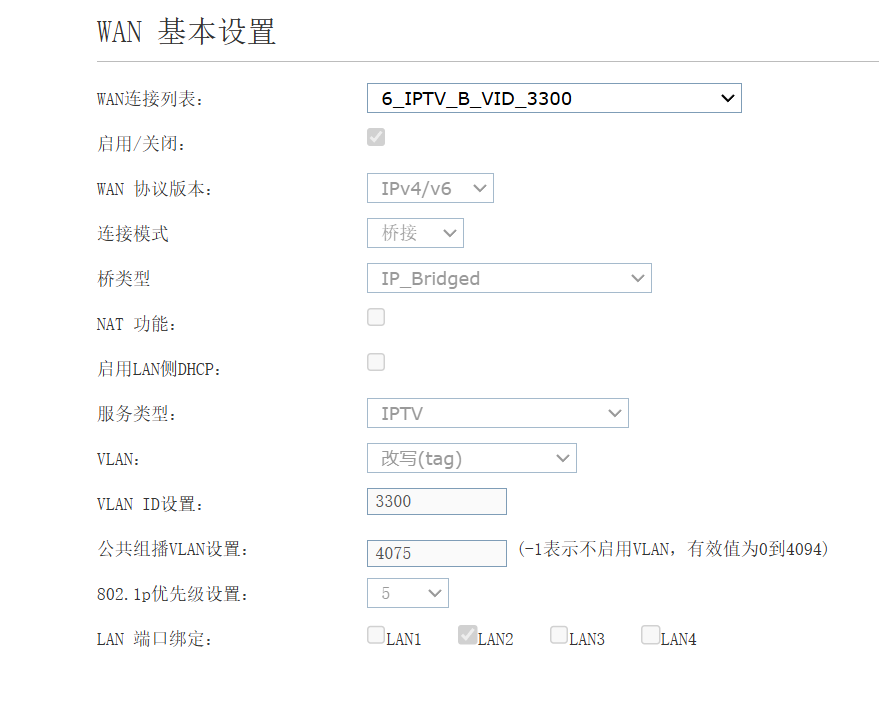 WAN 基本设置
WAN连接列表: 6_IPTV_B_VID_3300
启用/关闭:
WAN 协议版本: IPv4/v6
连接模式 桥接
桥类型 IP_Bridged
NAT 功能:
启用LAN侧DHCP:
服务类型: IPTV
VLAN: 改写(tag)
VLAN ID设置: 3300
公共组播VLAN设置: 4075 (-1表示不启用VLAN，有效值为0到4094)
802.1p优先级设置: 5
LAN 端口绑定: LAN1 LAN2 LAN3 LAN4